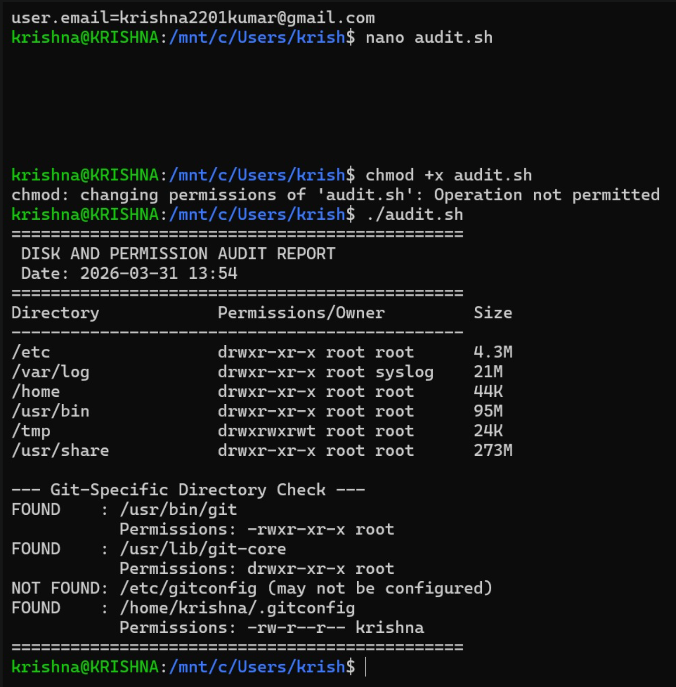 user.email=krishna2201kumar@gmail.com
krishna@KRISHNA:/mnt/c/Users/krish$ nano audit.sh
krishna@KRISHNA:/mnt/c/Users/krish$ chmod +x audit.sh
chmod: changing permissions of 'audit.sh': Operation not permitted
krishna@KRISHNA:/mnt/c/Users/krish$ ./audit.sh
==============================================
 DISK AND PERMISSION AUDIT REPORT
 Date: 2026-03-31 13:54
==============================================
Directory            Permissions/Owner         Size
----------------------------------------------
/etc                 drwxr-xr-x root root      4.3M
/var/log             drwxrwxr-x root syslog    21M
/home                drwxr-xr-x root root      44K
/usr/bin             drwxr-xr-x root root      95M
/tmp                 drwxrwxrwt root root      24K
/usr/share           drwxr-xr-x root root      273M
--- Git-Specific Directory Check ---
FOUND    : /usr/bin/git
           Permissions: -rwxr-xr-x root
FOUND    : /usr/lib/git-core
           Permissions: drwxr-xr-x root
NOT FOUND: /etc/gitconfig (may not be configured)
FOUND    : /home/krishna/.gitconfig
           Permissions: -rw-r--r-- krishna
==============================================
krishna@KRISHNA:/mnt/c/Users/krish$